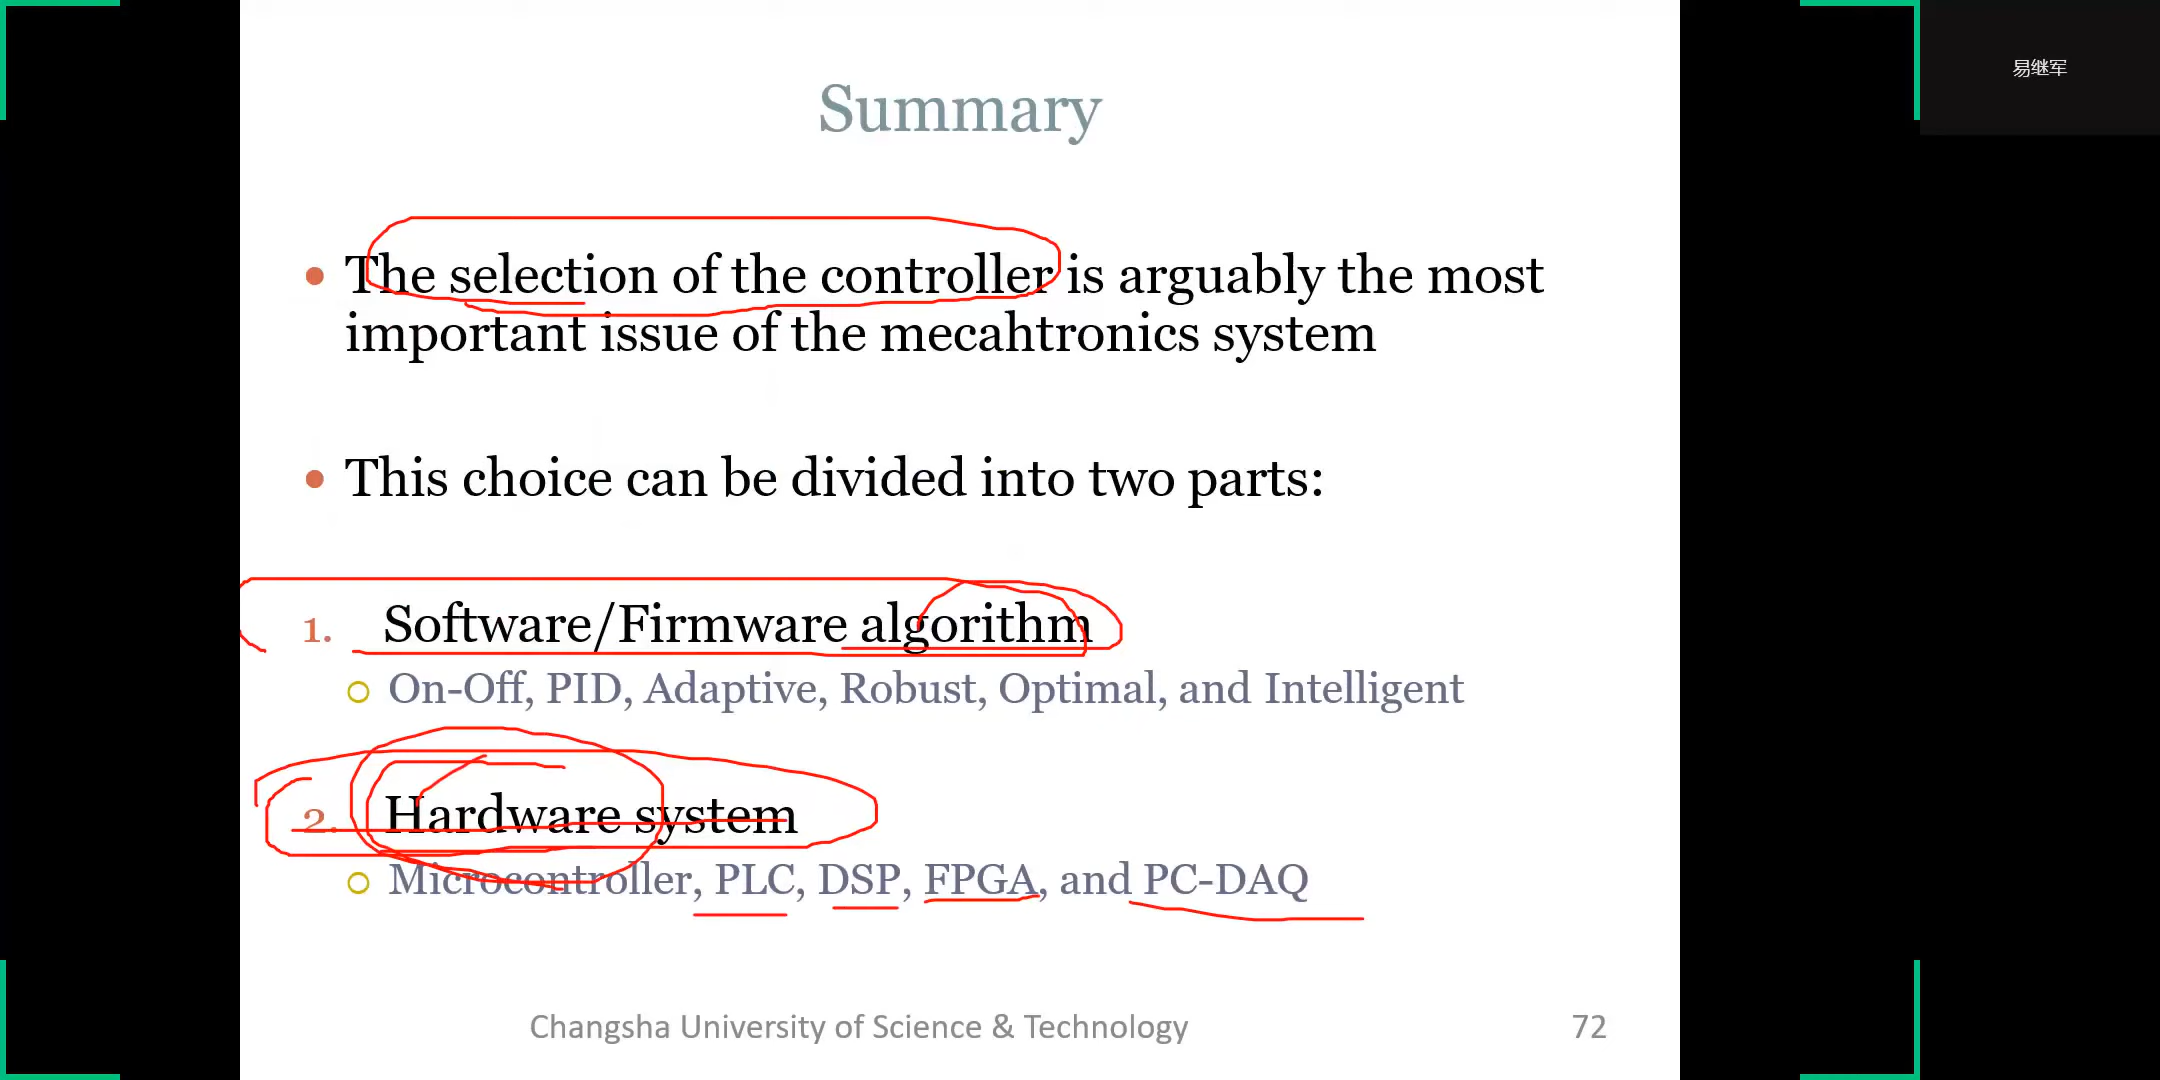 易继军
Summary
• The selection of the controller is arguably the most
important issue of the mecahtronics system
• This choice can be divided into two parts:
1. Software/Firmware algorithm
On-Off, PID, Adaptive, Robust, Optimal, and Intelligent
2. Hardware system
Microcontroller, PLC, DSP, FPGA, and PC-DAQ
Changsha University of Science & Technology
72